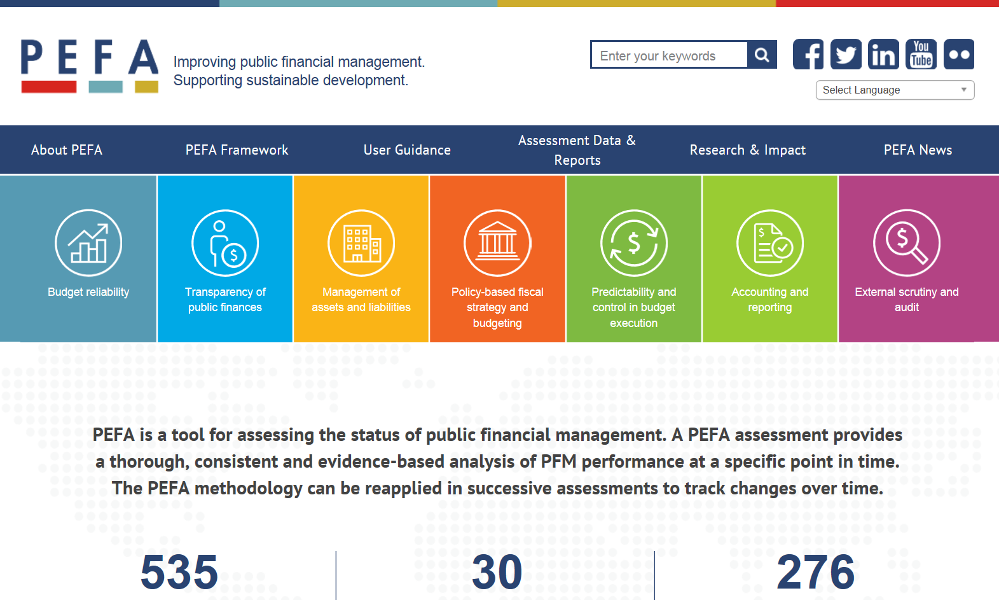 PEFA
Improving public financial management.
Supporting sustainable development.
Enter your keywords
You
Tube
in
Select Language
About PEFA
PEFA Framework
User Guidance
Assessment Data &
Reports
Research & Impact
PEFA News
Budget reliability
Transparency of
public finances
Management of
assets and liabilities
Policy-based fiscal
strategy and
budgeting
Predictability and
control in budget
execution
Accounting and
reporting
External scrutiny and
audit
PEFA is a tool for assessing the status of public financial management. A PEFA assessment provides
a thorough, consistent and evidence-based analysis of PFM performance at a specific point in time.
The PEFA methodology can be reapplied in successive assessments to track changes over time.
535
30
276